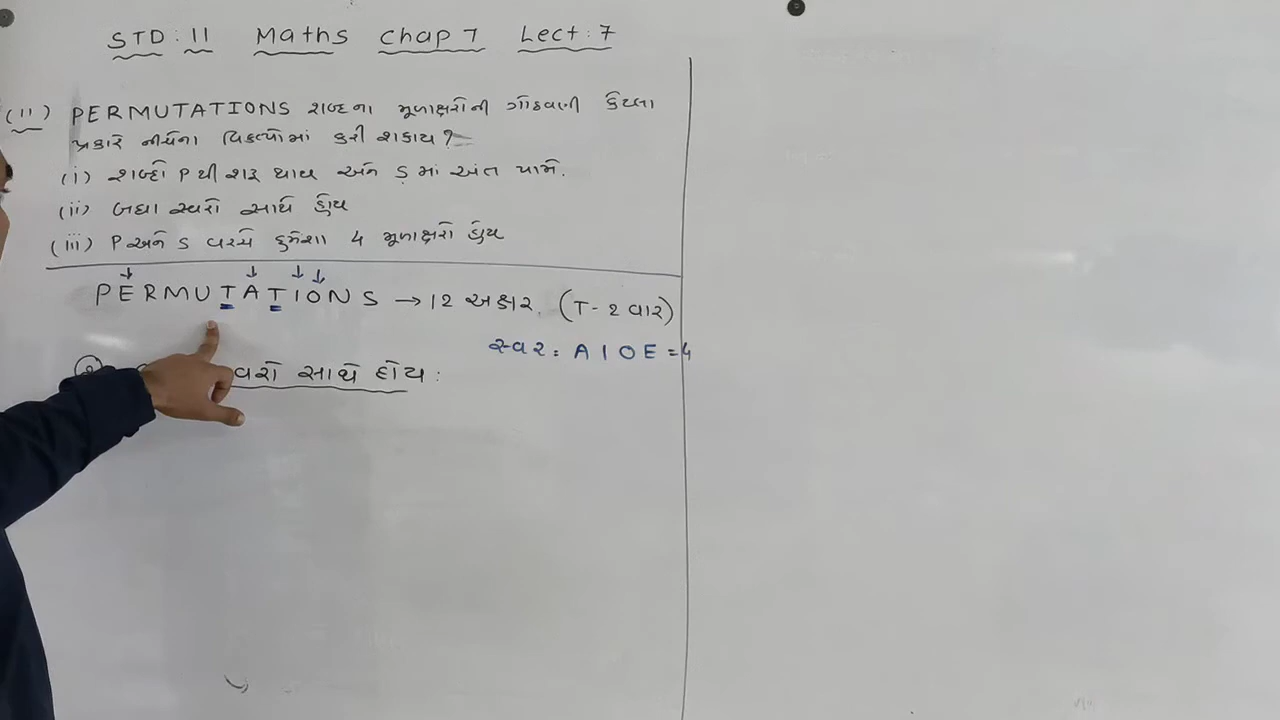 STD : 11 Maths Chap 7 Lect : 7
(11) PERMUTATIONS શબ્દના મૂળાક્ષરોની ગોઠવણી કેટલા
પ્રકારે નીચેના વિકલ્પોમાં કરી શકાય ?
(i) શબ્દો P થી શરૂ થાય અને S માં અંત પામે.
(ii) બધા સ્વરો સાથે હોય
(iii) P અને S વચ્ચે હંમેશા 4 મૂળાક્ષરો હોય
PERMUTATIONS → 12 અક્ષર. (T - 2 વાર)
સ્વર : A I O E = 4
સાથે હોય :